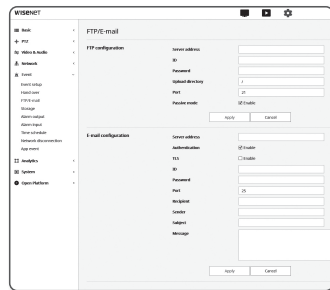 WISENET
Basic
PTZ
Video & Audio
Network
Event
Event setup
Hand over
FTP/E-mail
Storage
Alarm output
Alarm input
Time schedule
Network disconnection
App event
Analytics
System
Open Platform
FTP/E-mail
FTP configuration
Server address
ID
Password
Upload directory /
Port 21
Passive mode Enable
Apply Cancel
E-mail configuration
Server address
Authentication Enable
TLS Enable
ID
Password
Port 25
Recipient
Sender
Subject
Message
Apply Cancel